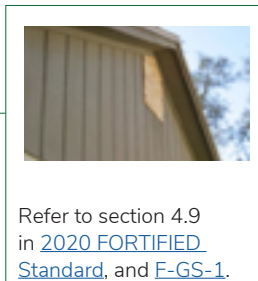 Refer to section 4.9
in 2020 FORTIFIED
Standard, and F-GS-1.